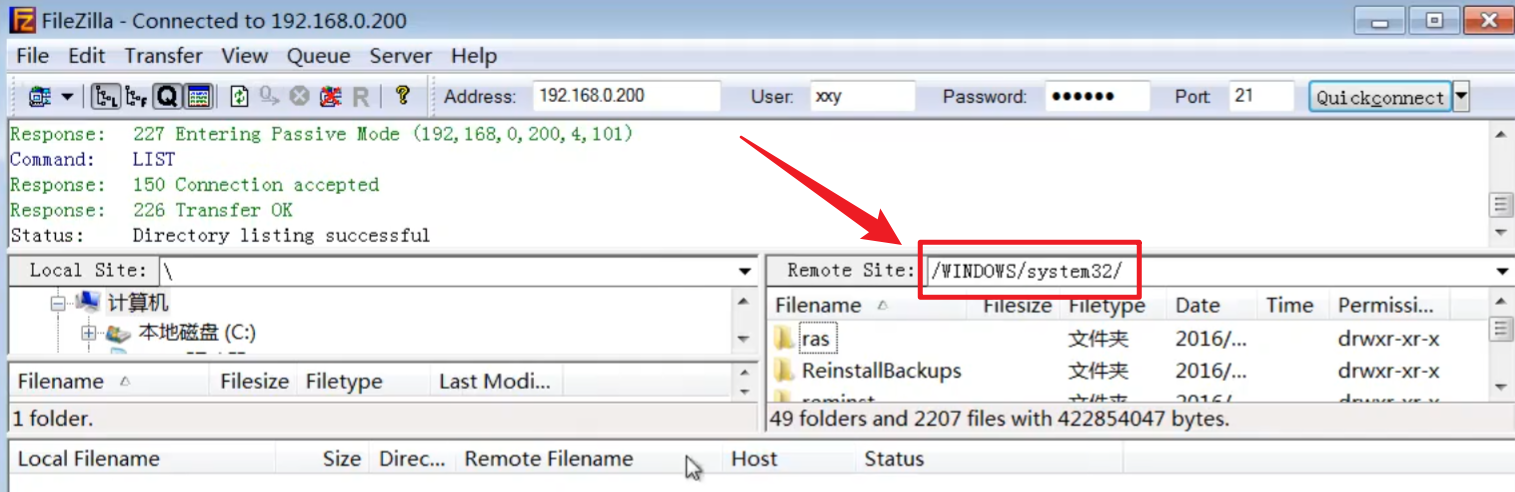 FileZilla - Connected to 192.168.0.200
File Edit Transfer View Queue Server Help
Address: 192.168.0.200 User: xxy Password: ●●●●●● Port 21 Quickconnect
Response: 227 Entering Passive Mode (192,168,0,200,4,101)
Command: LIST
Response: 150 Connection accepted
Response: 226 Transfer OK
Status: Directory listing successful
Local Site: \
Remote Site: /WINDOWS/system32/
计算机
本地磁盘 (C:)
Filename Filesize Filetype Last Modi...
1 folder.
Filename Filesize Filetype Date Time Permissi...
ras 文件夹 2016/... drwxr-xr-x
ReinstallBackups 文件夹 2016/... drwxr-xr-x
49 folders and 2207 files with 422854047 bytes.
Local Filename Size Direc... Remote Filename Host Status